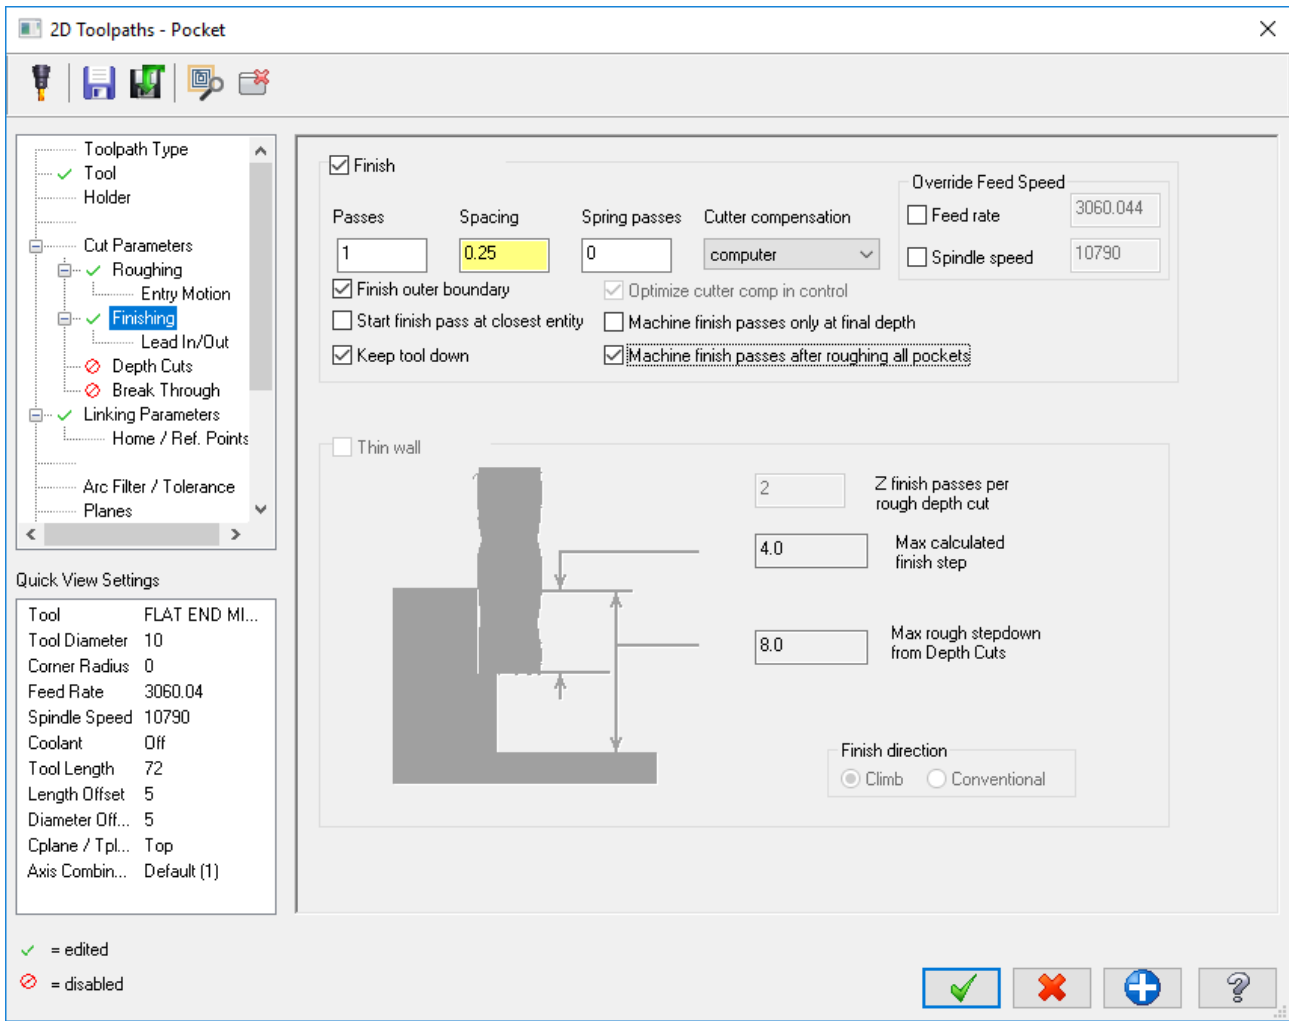 2D Toolpaths - Pocket
Toolpath Type
Tool
Holder
Cut Parameters
Roughing
Entry Motion
Finishing
Lead In/Out
Depth Cuts
Break Through
Linking Parameters
Home / Ref. Points
Arc Filter / Tolerance
Planes
Quick View Settings
Tool FLAT END MI...
Tool Diameter 10
Corner Radius 0
Feed Rate 3060.04
Spindle Speed 10790
Coolant Off
Tool Length 72
Length Offset 5
Diameter Off... 5
Cplane / Tpl... Top
Axis Combin... Default (1)
= edited
= disabled
Finish
Passes Spacing Spring passes Cutter compensation
1 0.25 0 computer
Override Feed Speed
Feed rate 3060.044
Spindle speed 10790
Finish outer boundary Optimize cutter comp in control
Start finish pass at closest entity Machine finish passes only at final depth
Keep tool down Machine finish passes after roughing all pockets
Thin wall
2 Z finish passes per
rough depth cut
4.0 Max calculated
finish step
8.0 Max rough stepdown
from Depth Cuts
Finish direction
Climb Conventional